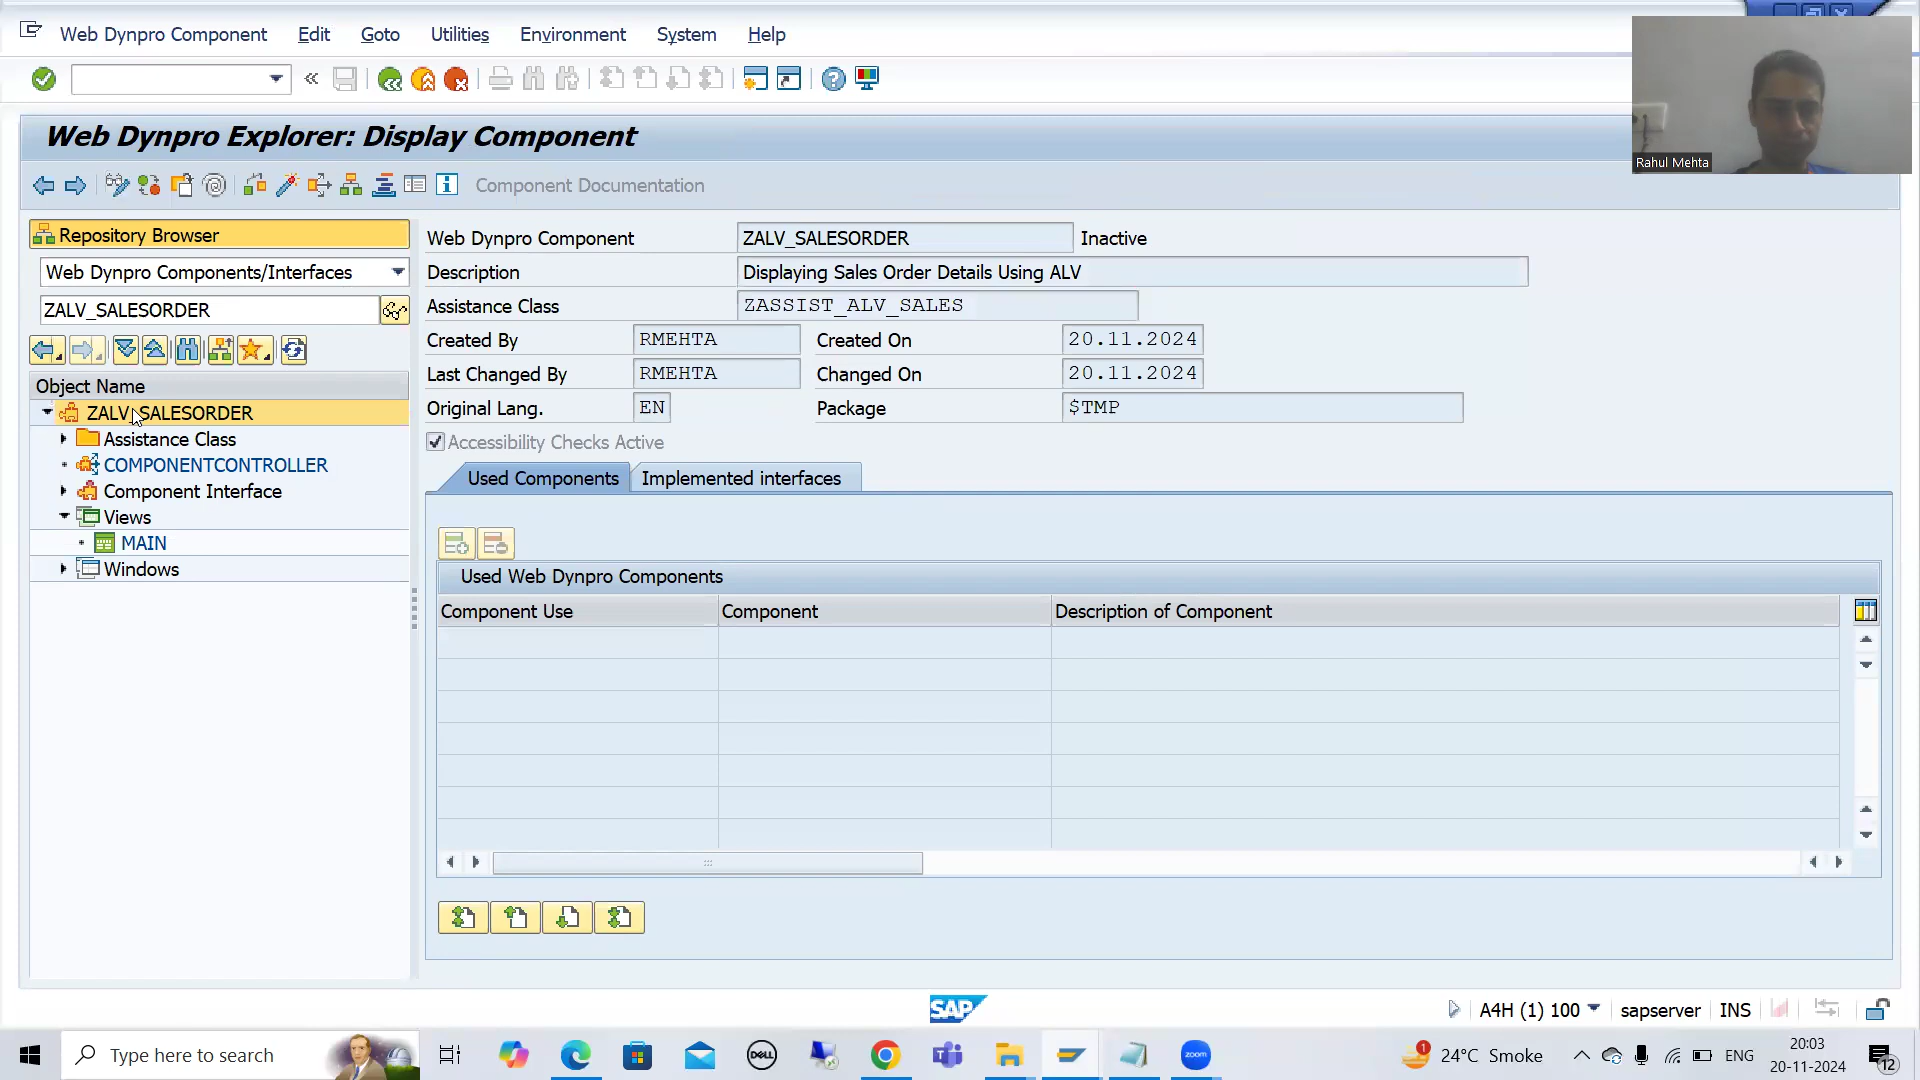 Web Dynpro Component Edit Goto Utilities Environment System Help
Rahul Mehta
Web Dynpro Explorer: Display Component
Component Documentation
Repository Browser
Web Dynpro Components/Interfaces
ZALV_SALESORDER
Object Name
ZALV_SALESORDER
Assistance Class
COMPONENTCONTROLLER
Component Interface
Views
MAIN
Windows
Web Dynpro Component ZALV_SALESORDER Inactive
Description Displaying Sales Order Details Using ALV
Assistance Class ZASSIST_ALV_SALES
Created By RMEHTA Created On 20.11.2024
Last Changed By RMEHTA Changed On 20.11.2024
Original Lang. EN Package $TMP
Accessibility Checks Active
Used Components Implemented interfaces
Used Web Dynpro Components
Component Use Component Description of Component
SAP
A4H (1) 100 sapserver INS
Type here to search
DELL
zoom
1
24°C Smoke
ENG
20:03
20-11-2024
12